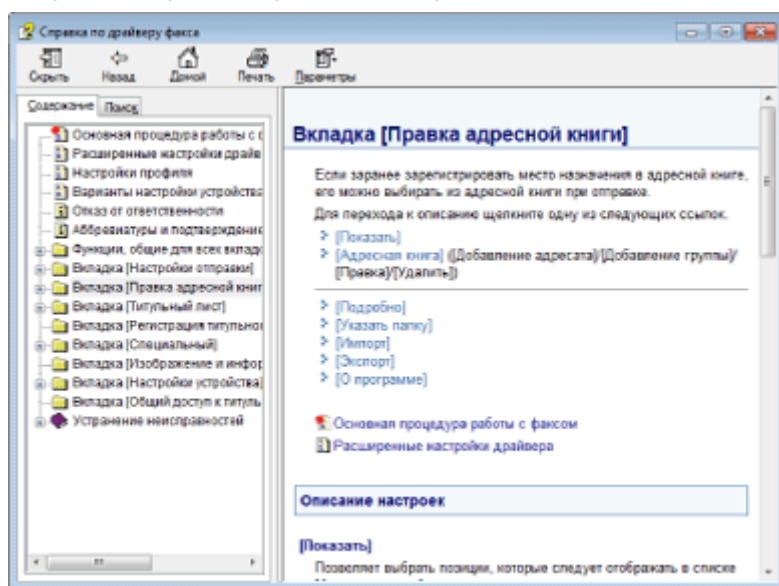 Справка по драйверу факса
Скрыть Назад Домой Печать Параметры
Содержание Поиск
Основная процедура работы с
Расширенные настройки драйве
Настройки профиля
Варианты настройки устройства
Отказ от ответственности
Аббревиатуры и подтверждение
Функции, общие для всех вкладо
Вкладка [Настройки отправки]
Вкладка [Правка адресной книг
Вкладка [Титульный лист]
Вкладка [Регистрация титульног
Вкладка [Специальный]
Вкладка [Изображение и инфор
Вкладка [Настройки устройства]
Вкладка [Общий доступ к титуль
Устранение неисправностей
Вкладка [Правка адресной книги]
Если заранее зарегистрировать место назначения в адресной книге,
его можно выбирать из адресной книги при отправке.
Для перехода к описанию щелкните одну из следующих ссылок.
[Показать]
[Адресная книга] ([Добавление адресата]/[Добавление группы]/
[Правка]/[Удалить])
[Подробно]
[Указать папку]
[Импорт]
[Экспорт]
[О программе]
Основная процедура работы с факсом
Расширенные настройки драйвера
Описание настроек
[Показать]
Позволяет выбрать позиции, которые следует отображать в списке